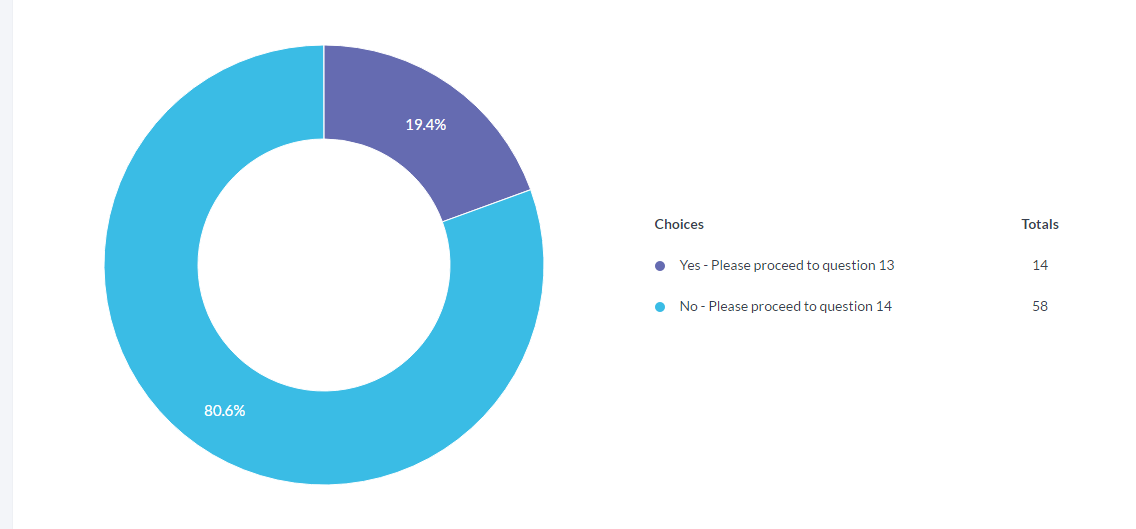 19.4%
80.6%
Choices Totals
Yes - Please proceed to question 13 14
No - Please proceed to question 14 58